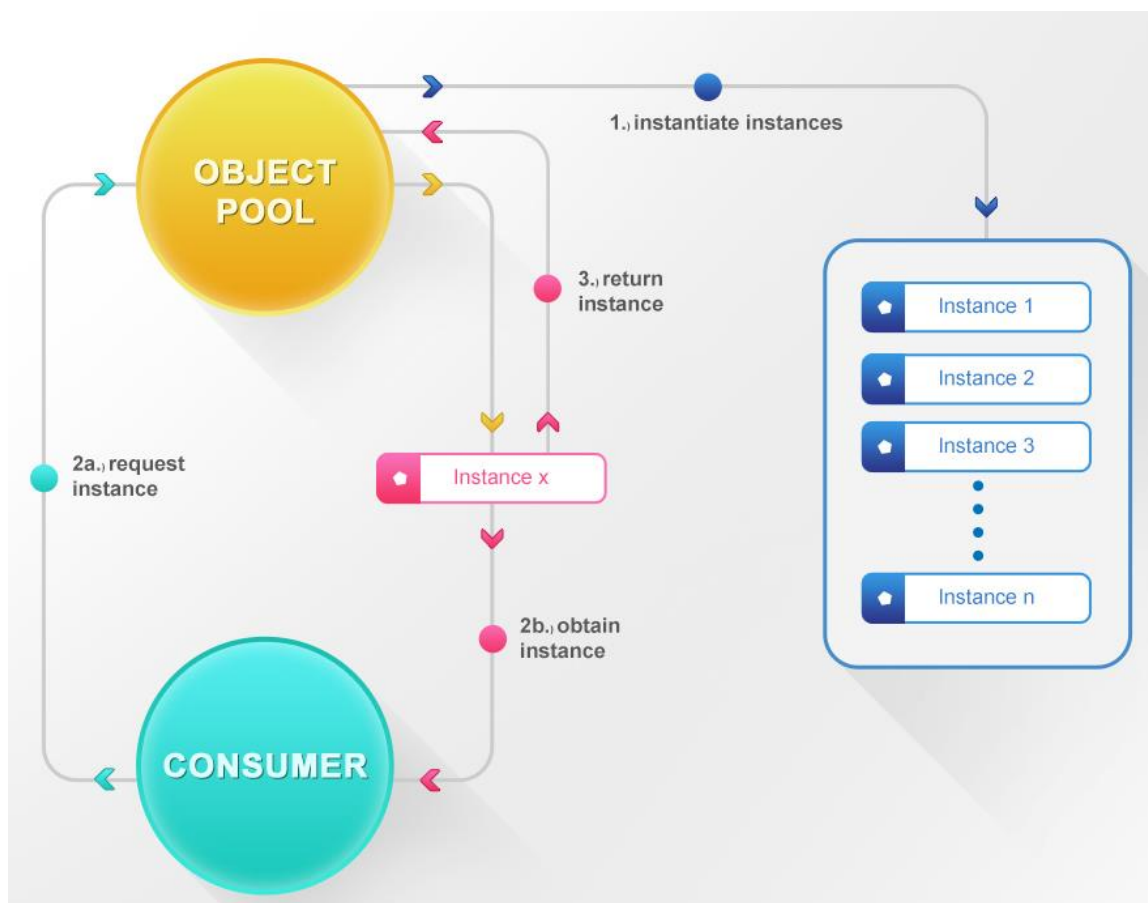 OBJECT
POOL
1.) instantiate instances
3.) return
instance
Instance 1
Instance 2
Instance 3
Instance n
2a.) request
instance
Instance x
2b.) obtain
instance
CONSUMER